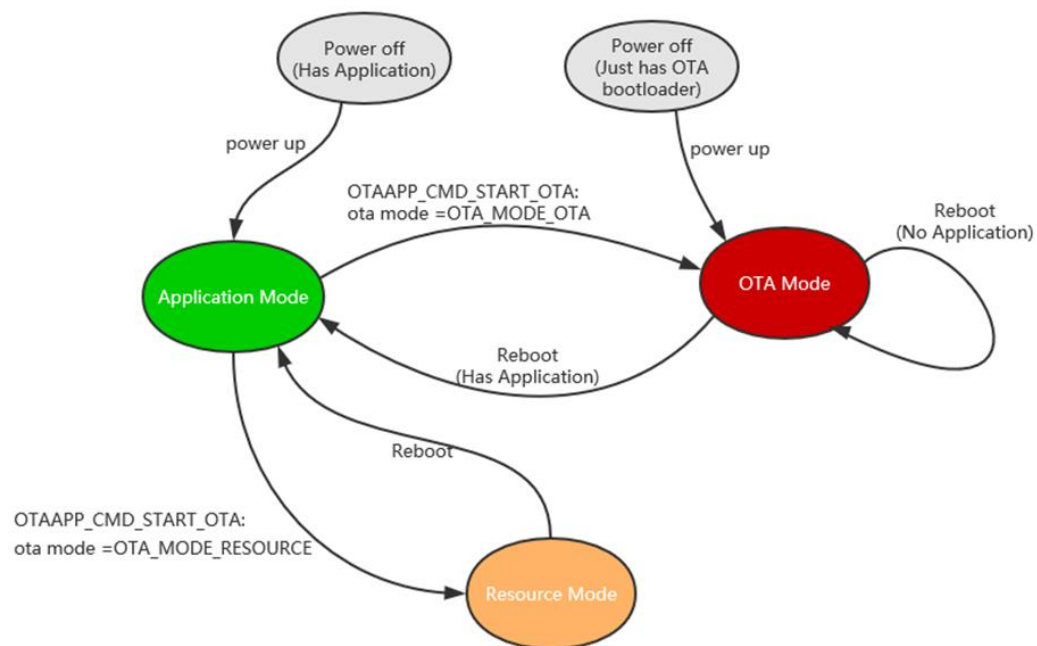 Power off
(Has Application)
Power off
(Just has OTA
bootloader)
power up
power up
OTAAPP_CMD_START_OTA:
ota mode =OTA_MODE_OTA
Reboot
(No Application)
Application Mode
OTA Mode
Reboot
(Has Application)
Reboot
OTAAPP_CMD_START_OTA:
ota mode =OTA_MODE_RESOURCE
Resource Mode